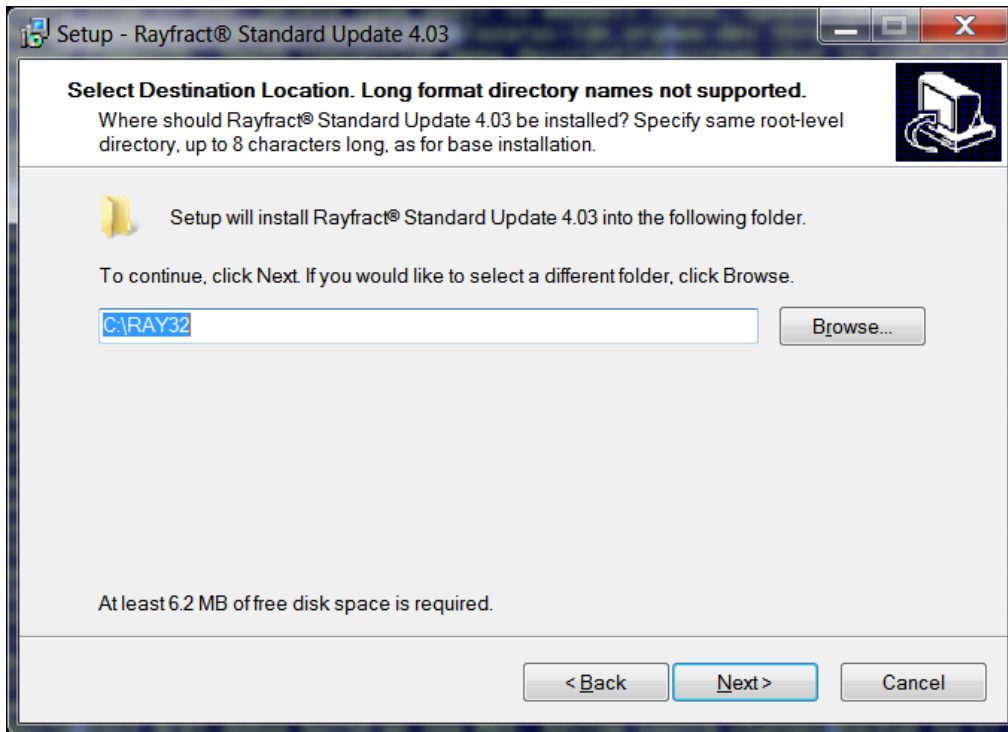 Setup - Rayfract® Standard Update 4.03
Select Destination Location. Long format directory names not supported.
Where should Rayfract® Standard Update 4.03 be installed? Specify same root-level
directory, up to 8 characters long, as for base installation.
Setup will install Rayfract® Standard Update 4.03 into the following folder.
To continue, click Next. If you would like to select a different folder, click Browse.
C:\RAY32
Browse...
At least 6.2 MB of free disk space is required.
< Back
Next >
Cancel